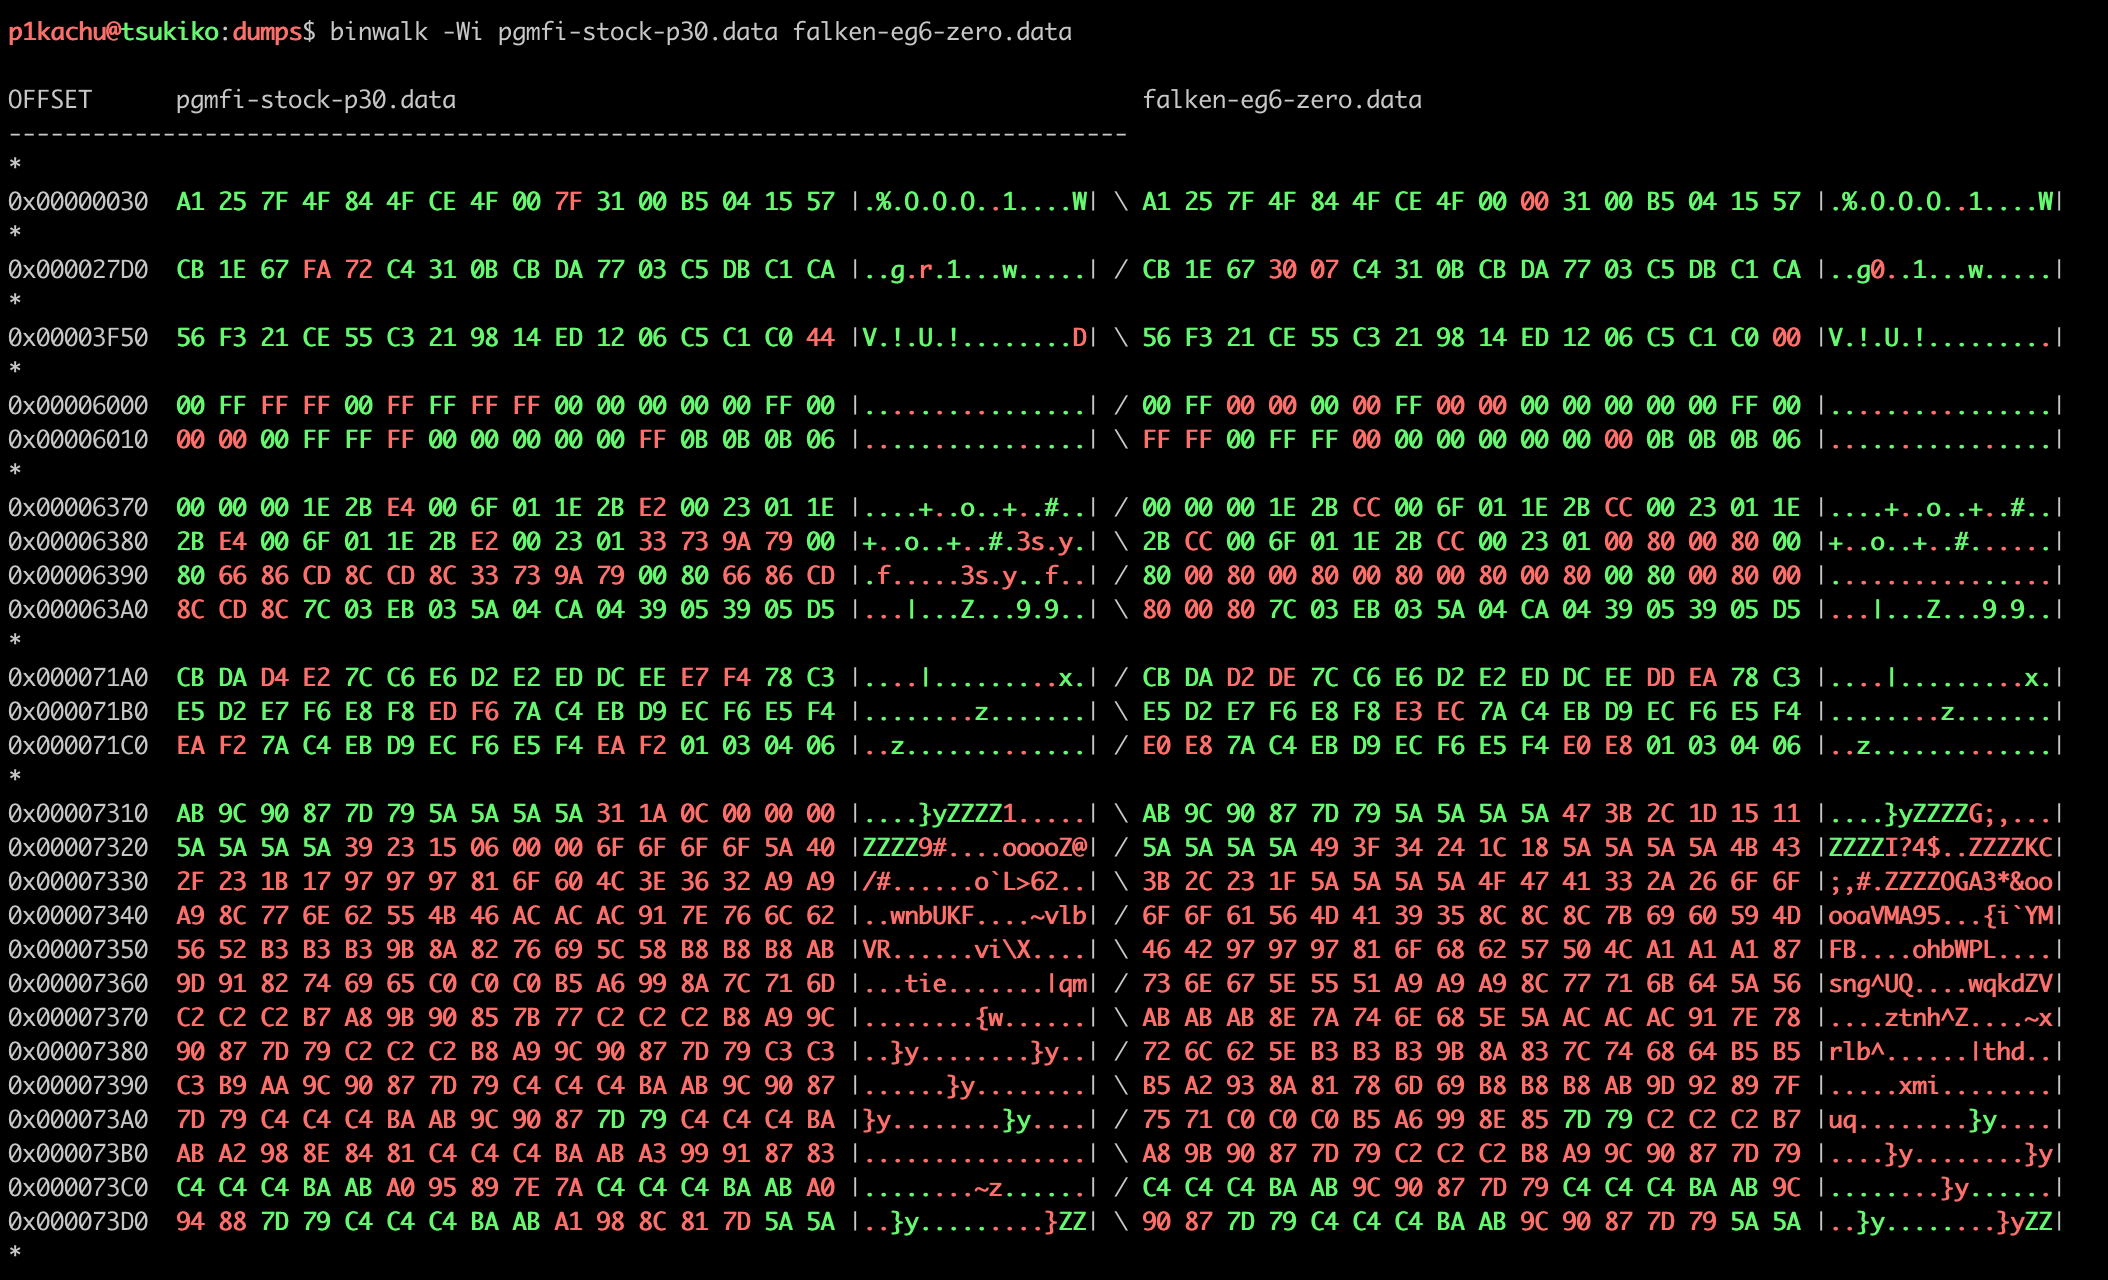 p1kachu@tsukiko:dumps$ binwalk -Wi pgmfi-stock-p30.data falken-eg6-zero.data
OFFSET      pgmfi-stock-p30.data                                                 falken-eg6-zero.data
--------------------------------------------------------------------------------
*
0x00000030  A1 25 7F 4F 84 4F CE 4F 00 7F 31 00 B5 04 15 57 |.%.O.O.O..1....W| \ A1 25 7F 4F 84 4F CE 4F 00 00 31 00 B5 04 15 57 |.%.O.O.O..1....W|
*
0x000027D0  CB 1E 67 FA 72 C4 31 0B CB DA 77 03 C5 DB C1 CA |..g.r.1...w.....| / CB 1E 67 30 07 C4 31 0B CB DA 77 03 C5 DB C1 CA |..g0..1...w.....|
*
0x00003F50  56 F3 21 CE 55 C3 21 98 14 ED 12 06 C5 C1 C0 44 |V.!.U.!........D| \ 56 F3 21 CE 55 C3 21 98 14 ED 12 06 C5 C1 C0 00 |V.!.U.!.........|
*
0x00006000  00 FF FF FF 00 FF FF FF FF 00 00 00 00 00 FF 00 |................| / 00 FF 00 00 00 00 FF 00 00 00 00 00 00 00 FF 00 |................|
0x00006010  00 00 00 FF FF FF 00 00 00 00 00 FF 0B 0B 0B 06 |................| \ FF FF 00 FF FF 00 00 00 00 00 00 00 0B 0B 0B 06 |................|
*
0x00006370  00 00 00 1E 2B E4 00 6F 01 1E 2B E2 00 23 01 1E |....+..o..+..#..| / 00 00 00 1E 2B CC 00 6F 01 1E 2B CC 00 23 01 1E |....+..o..+..#..|
0x00006380  2B E4 00 6F 01 1E 2B E2 00 23 01 33 73 9A 79 00 |+..o..+..#.3s.y.| \ 2B CC 00 6F 01 1E 2B CC 00 23 01 00 80 00 80 00 |+..o..+..#......|
0x00006390  80 66 86 CD 8C CD 8C 33 73 9A 79 00 80 66 86 CD |.f.....3s.y..f..| / 80 00 80 00 80 00 80 00 80 00 80 00 80 00 80 00 |................|
0x000063A0  8C CD 8C 7C 03 EB 03 5A 04 CA 04 39 05 39 05 D5 |...|...Z...9.9..| \ 80 00 80 7C 03 EB 03 5A 04 CA 04 39 05 39 05 D5 |...|...Z...9.9..|
*
0x000071A0  CB DA D4 E2 7C C6 E6 D2 E2 ED DC EE E7 F4 78 C3 |....|.........x.| / CB DA D2 DE 7C C6 E6 D2 E2 ED DC EE DD EA 78 C3 |....|.........x.|
0x000071B0  E5 D2 E7 F6 E8 F8 ED F6 7A C4 EB D9 EC F6 E5 F4 |........z.......| \ E5 D2 E7 F6 E8 F8 E3 EC 7A C4 EB D9 EC F6 E5 F4 |........z.......|
0x000071C0  EA F2 7A C4 EB D9 EC F6 E5 F4 EA F2 01 03 04 06 |..z.............| / E0 E8 7A C4 EB D9 EC F6 E5 F4 E0 E8 01 03 04 06 |..z.............|
*
0x00007310  AB 9C 90 87 7D 79 5A 5A 5A 5A 31 1A 0C 00 00 00 |....}yZZZZ1.....| \ AB 9C 90 87 7D 79 5A 5A 5A 5A 47 3B 2C 1D 15 11 |....}yZZZZG;,...|
0x00007320  5A 5A 5A 5A 39 23 15 06 00 00 6F 6F 6F 6F 5A 40 |ZZZZ9#....ooooZ@| / 5A 5A 5A 5A 49 3F 34 24 1C 18 5A 5A 5A 5A 4B 43 |ZZZZI?4$..ZZZZKC|
0x00007330  2F 23 1B 17 97 97 97 81 6F 60 4C 3E 36 32 A9 A9 |/#......o`L>62..| \ 3B 2C 23 1F 5A 5A 5A 5A 4F 47 41 33 2A 26 6F 6F |;,#.ZZZZOGA3*&oo|
0x00007340  A9 8C 77 6E 62 55 4B 46 AC AC AC 91 7E 76 6C 62 |..wnbUKF....~vlb| / 6F 6F 61 56 4D 41 39 35 8C 8C 8C 7B 69 60 59 4D |ooaVMA95...{i`YM|
0x00007350  56 52 B3 B3 B3 9B 8A 82 76 69 5C 58 B8 B8 B8 AB |VR......vi\X....| \ 46 42 97 97 97 81 6F 68 62 57 50 4C A1 A1 A1 87 |FB....ohbWPL....|
0x00007360  9D 91 82 74 69 65 C0 C0 C0 B5 A6 99 8A 7C 71 6D |...tie.......|qm| / 73 6E 67 5E 55 51 A9 A9 A9 8C 77 71 6B 64 5A 56 |sng^UQ....wqkdZV|
0x00007370  C2 C2 C2 B7 A8 9B 90 85 7B 77 C2 C2 C2 B8 A9 9C |........{w......| \ AB AB AB 8E 7A 74 6E 68 5E 5A AC AC AC 91 7E 78 |....ztnh^Z....~x|
0x00007380  90 87 7D 79 C2 C2 C2 B8 A9 9C 90 87 7D 79 C3 C3 |..}y........}y..| / 72 6C 62 5E B3 B3 B3 9B 8A 83 7C 74 68 64 B5 B5 |rlb^......|thd..|
0x00007390  C3 B9 AA 9C 90 87 7D 79 C4 C4 C4 BA AB 9C 90 87 |......}y........| \ B5 A2 93 8A 81 78 6D 69 B8 B8 B8 AB 9D 92 89 7F |.....xmi........|
0x000073A0  7D 79 C4 C4 C4 BA AB 9C 90 87 7D 79 C4 C4 C4 BA |}y........}y....| / 75 71 C0 C0 C0 B5 A6 99 8E 85 7D 79 C2 C2 C2 B7 |uq........}y....|
0x000073B0  AB A2 98 8E 84 81 C4 C4 C4 BA AB A3 99 91 87 83 |................| \ A8 9B 90 87 7D 79 C2 C2 C2 B8 A9 9C 90 87 7D 79 |....}y........}y|
0x000073C0  C4 C4 C4 BA AB A0 95 89 7E 7A C4 C4 C4 BA AB A0 |........~z......| / C4 C4 C4 BA AB 9C 90 87 7D 79 C4 C4 C4 BA AB 9C |........}y......|
0x000073D0  94 88 7D 79 C4 C4 C4 BA AB A1 98 8C 81 7D 5A 5A |..}y.........}ZZ| \ 90 87 7D 79 C4 C4 C4 BA AB 9C 90 87 7D 79 5A 5A |..}y........}yZZ|
*